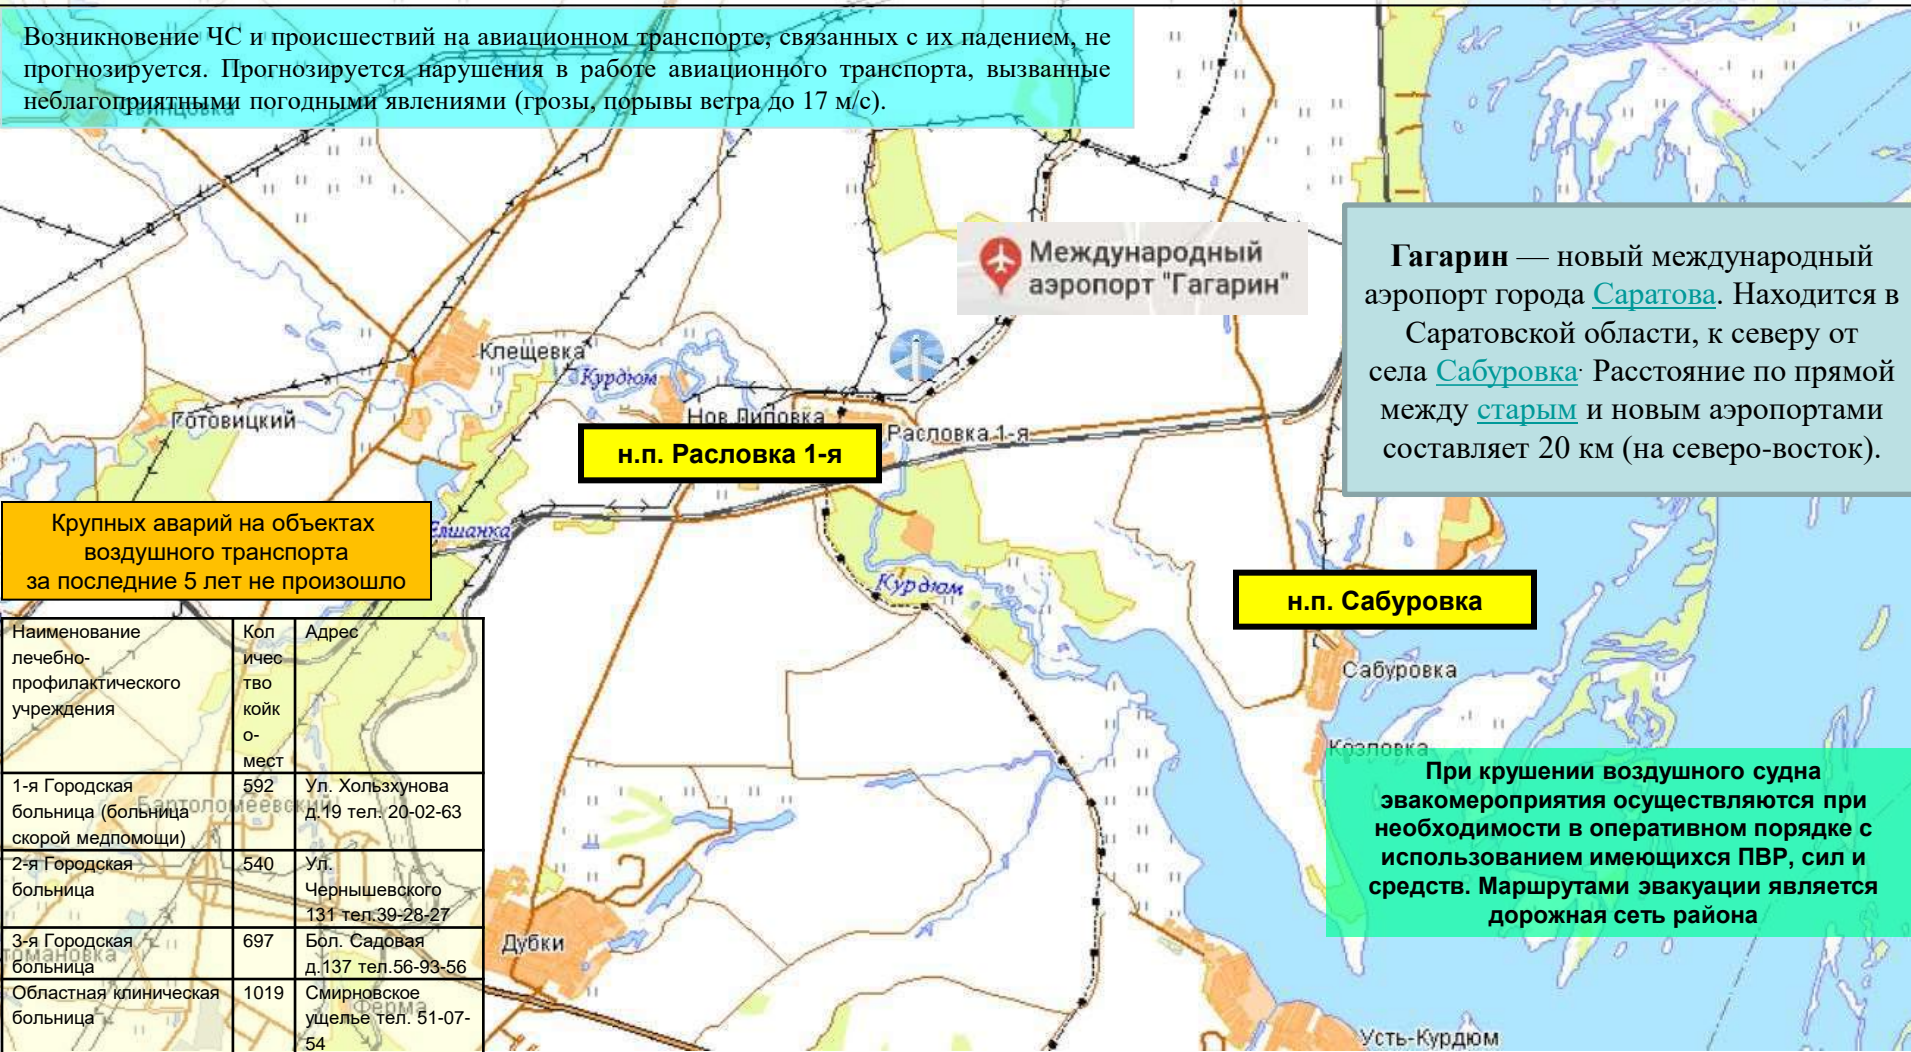 Возникновение ЧС и происшествий на авиационном транспорте, связанных с их падением, не
прогнозируется. Прогнозируется нарушения в работе авиационного транспорта, вызванные
неблагоприятными погодными явлениями (грозы, порывы ветра до 17 м/с).
Свинцовка
Международный
аэропорт "Гагарин"
Гагарин — новый международный
аэропорт города Саратова. Находится в
Саратовской области, к северу от
села Сабуровка. Расстояние по прямой
между старым и новым аэропортами
составляет 20 км (на северо-восток).
Клещевка
Курдюм
Готовицкий
Нов.Липовка
Расловка 1-я
н.п. Расловка 1-я
Крупных аварий на объектах
воздушного транспорта
за последние 5 лет не произошло
Елшанка
Курдюм
н.п. Сабуровка
Сабуровка
Козловка
При крушении воздушного судна
эвакомероприятия осуществляются при
необходимости в оперативном порядке с
использованием имеющихся ПВР, сил и
средств. Маршрутами эвакуации является
дорожная сеть района
Наименование
лечебно-
профилактического
учреждения
Кол
ичес
тво
койк
о-
мест
Адрес
1-я Городская
больница (больница
скорой медпомощи)
592
Ул. Хользхунова
д.19 тел. 20-02-63
Бартоломеевский
2-я Городская
больница
540
Ул.
Чернышевского
131 тел.39-28-27
3-я Городская
больница
697
Бол. Садовая
д.137 тел.56-93-56
томановка
Областная клиническая
больница
1019
Смирновское
ущелье тел. 51-07-
54
Ферма
Дубки
Усть-Курдюм